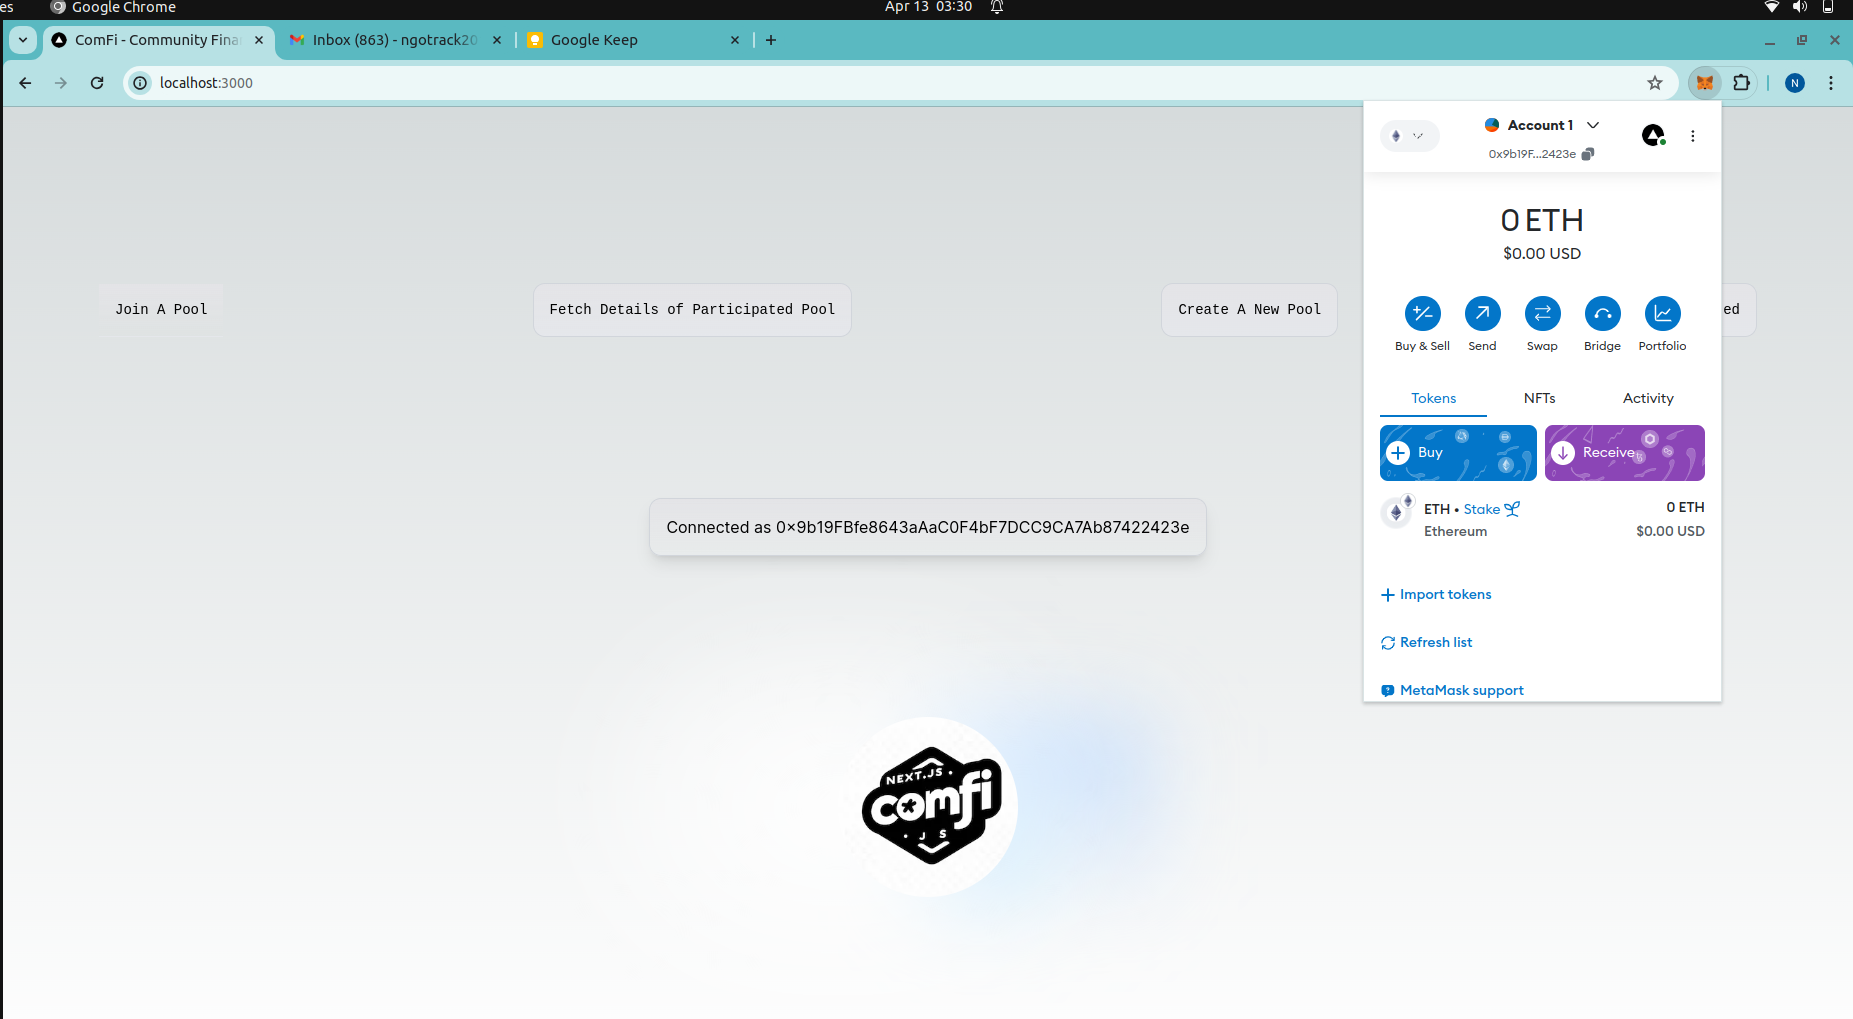 es
Google Chrome
Apr 13 03:30
ComFi - Community Fina
Inbox (863) - ngotrack20
Google Keep
localhost:3000
N
Account 1
0x9b19F...2423e
0 ETH
$0.00 USD
Join A Pool
Fetch Details of Participated Pool
Create A New Pool
ed
Buy & Sell
Send
Swap
Bridge
Portfolio
Tokens
NFTs
Activity
Buy
Receive
ETH • Stake
0 ETH
Ethereum
$0.00 USD
Connected as 0x9b19FBfe8643aAaC0F4bF7DCC9CA7Ab87422423e
Import tokens
Refresh list
MetaMask support
NEXT.JS
comfi
JS